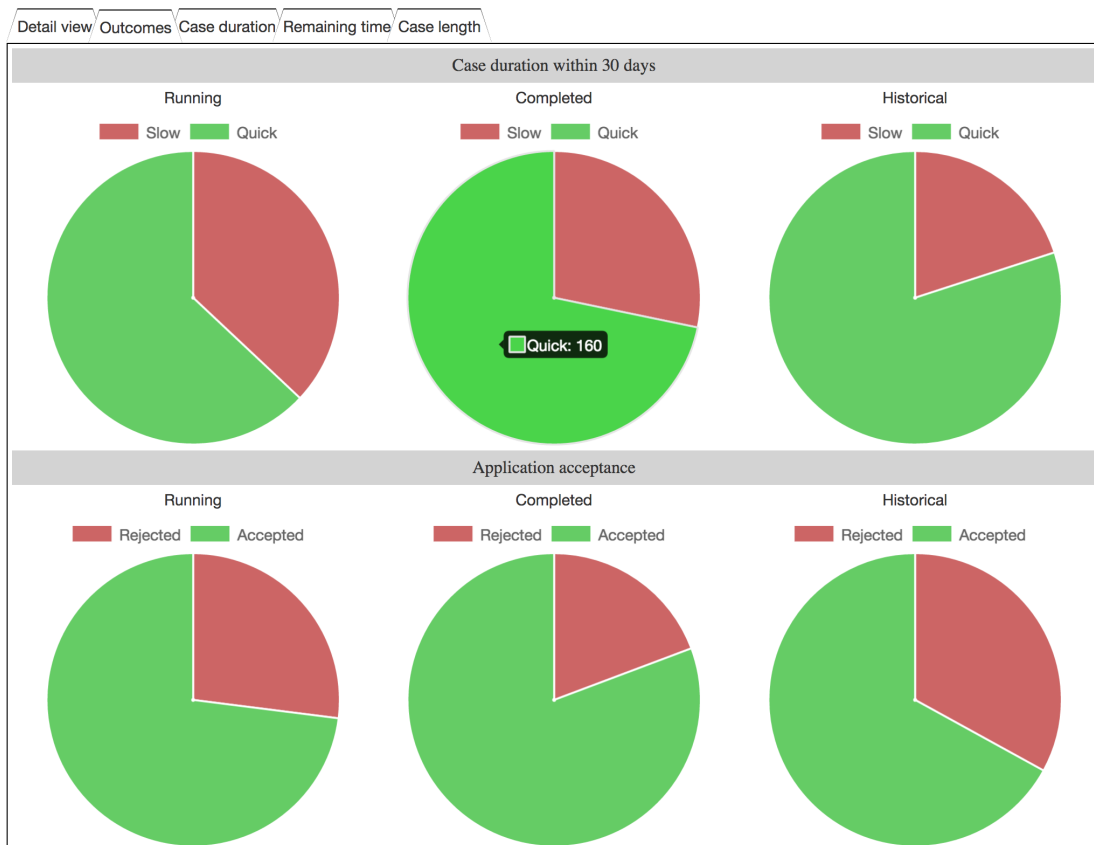 Detail view Outcomes Case duration Remaining time Case length
Case duration within 30 days
Running Completed Historical
Slow Quick Slow Quick Slow Quick
Quick: 160
Application acceptance
Running Completed Historical
Rejected Accepted Rejected Accepted Rejected Accepted